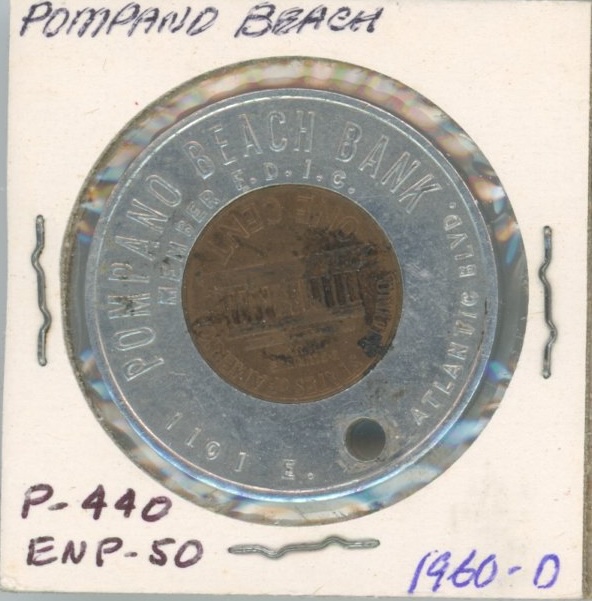 POMPANO BEACH
POMPANO BEACH BANK
MEMBER F.D.I.C.
ONE CENT
1101 E. ATLANTIC BLVD.
P-440
ENP-50
1960-D